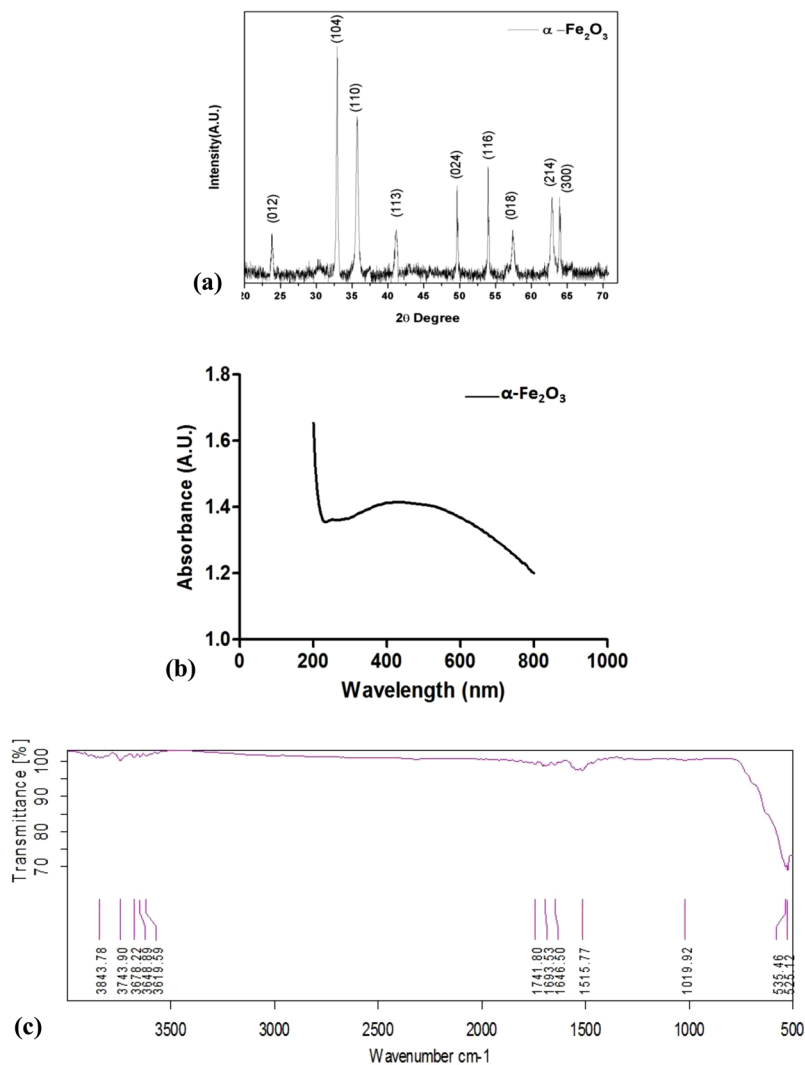 α –Fe₂O₃
(012)
(104)
(110)
(113)
(024)
(116)
(018)
(214)
(300)
Intensity(A.U.)
20 25 30 35 40 45 50 55 60 65 70
2θ Degree
(a)
α-Fe₂O₃
Absorbance (A.U.)
1.8
1.6
1.4
1.2
1.0
0 200 400 600 800 1000
Wavelength (nm)
(b)
Transmittance [%]
100
90
80
70
3843.78
3743.90
3678.22
3648.89
3619.59
1741.80
1693.53
1646.50
1515.77
1019.92
535.46
525.12
3500 3000 2500 2000 1500 1000 500
Wavenumber cm-1
(c)